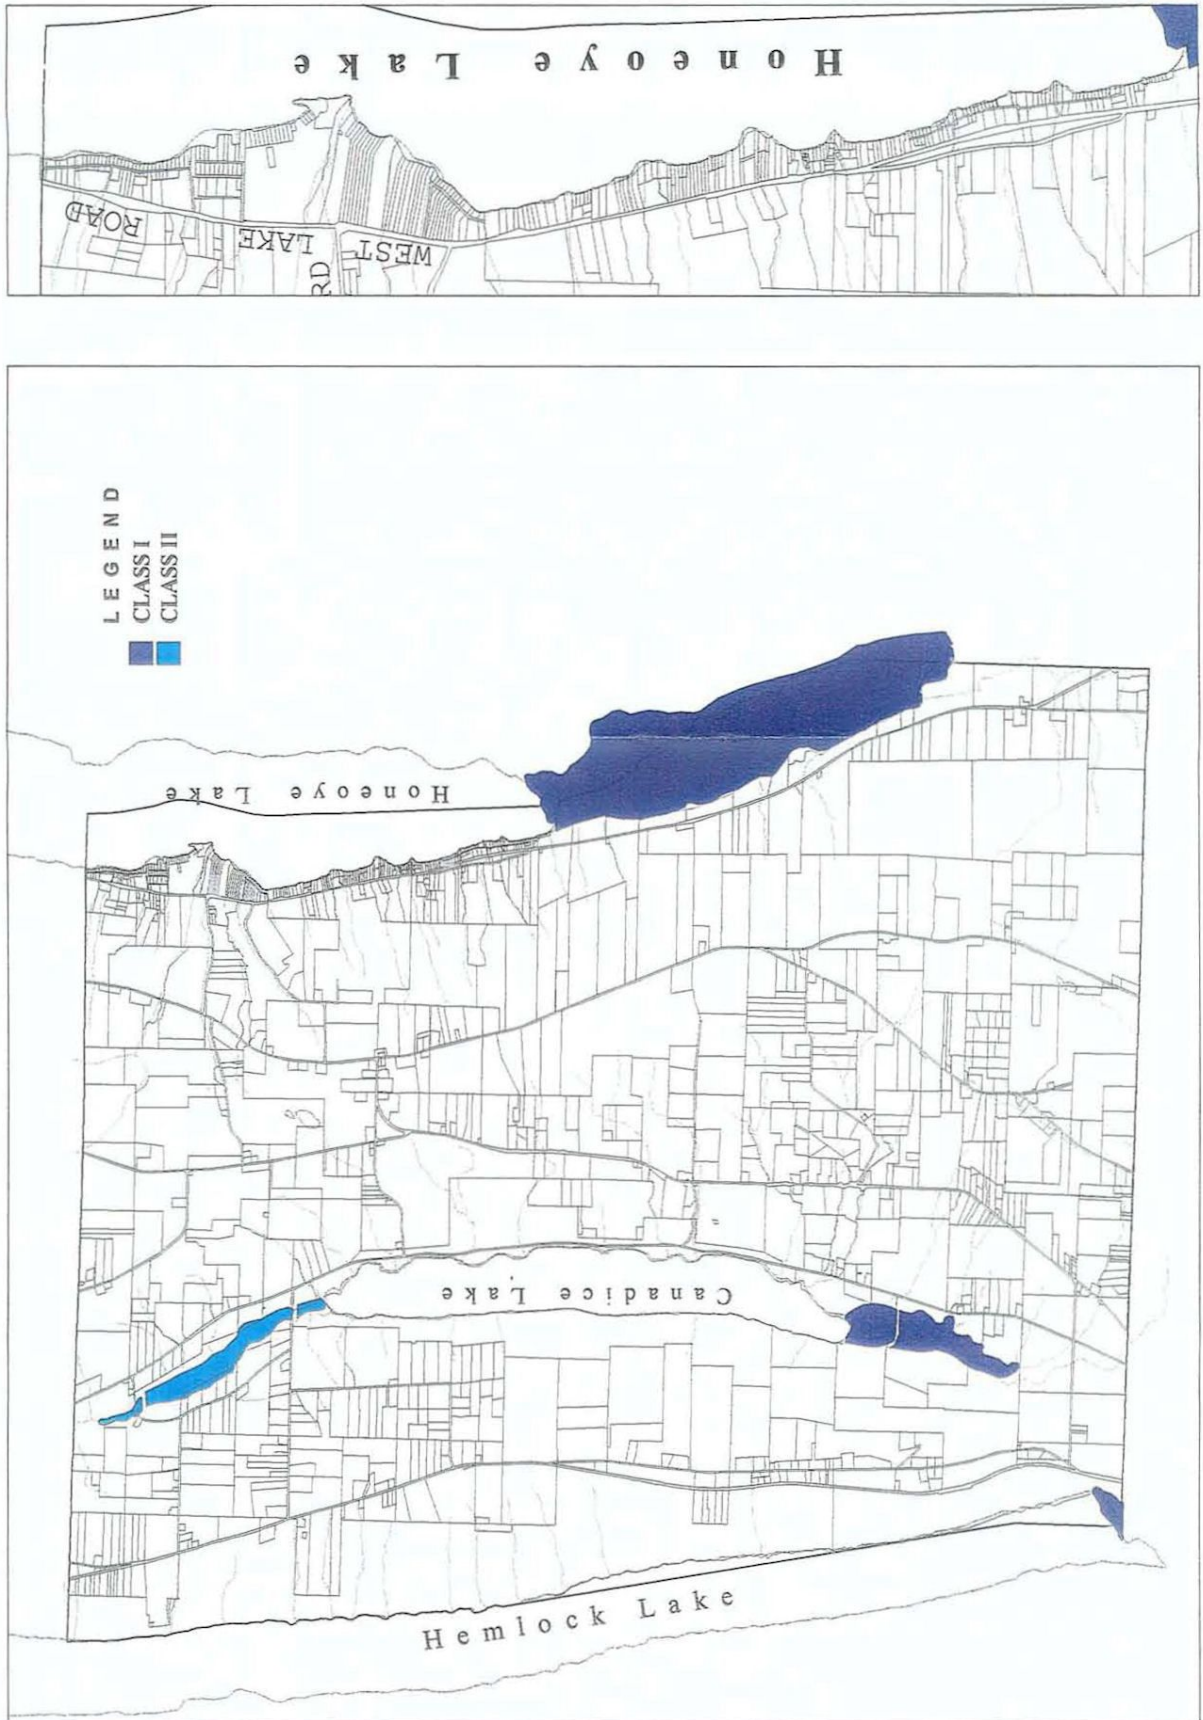 Honeoye Lake
WEST
LAKE
ROAD
RD
LEGEND
CLASS I
CLASS II
Honeoye Lake
Canadice Lake
Hemlock Lake